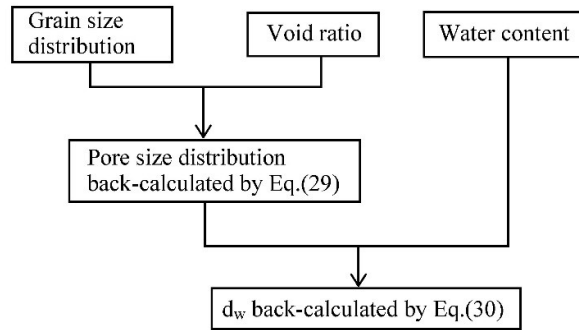 Grain size
distribution
Void ratio
Water content
Pore size distribution
back-calculated by Eq.(29)
d_w back-calculated by Eq.(30)